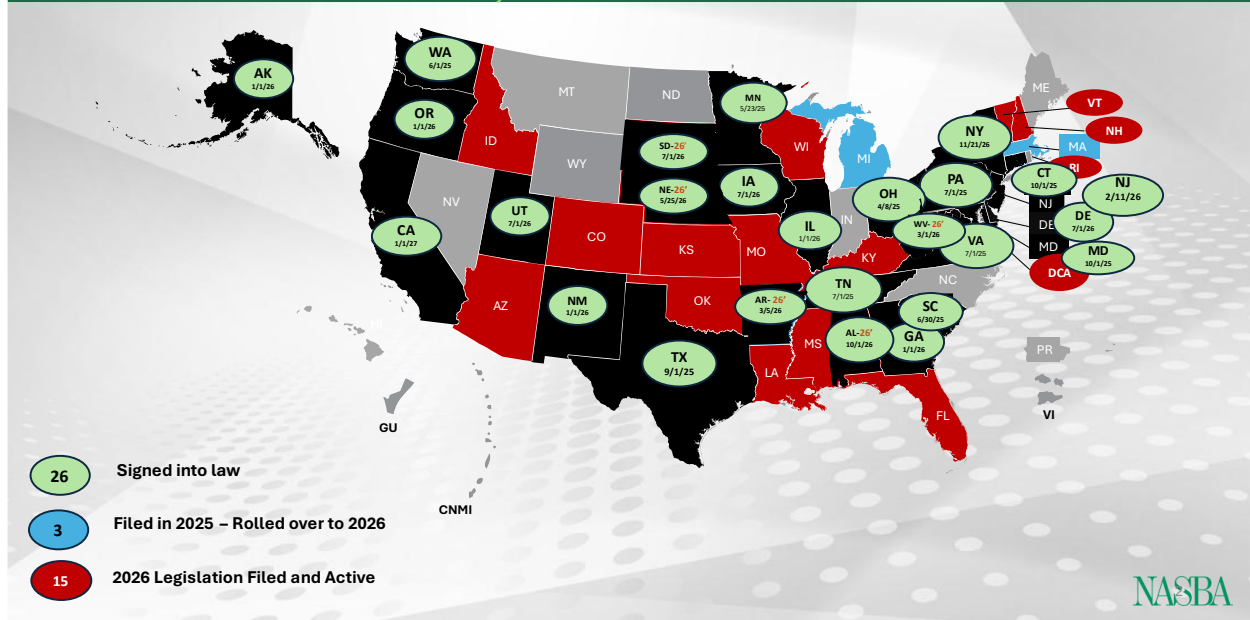 WA
6/1/25
AK
1/1/26
MT
ND
MN
5/23/25
ME
VT
OR
1/1/26
ID
NY
11/21/26
NH
WI
SD-26'
7/1/26
MI
MA
WY
RI
NE-26'
5/25/26
IA
7/1/26
OH
4/8/25
PA
7/1/25
CT
10/1/25
NJ
2/11/26
NV
UT
7/1/26
NJ
CA
1/1/27
CO
IL
1/1/26
IN
WV-26'
3/1/26
DE
DE
7/1/26
KS
MO
KY
VA
7/1/25
MD
MD
10/1/25
DCA
NC
AZ
NM
1/1/26
OK
AR-26'
3/5/26
TN
7/1/25
SC
6/30/25
HI
MS
AL-26'
10/1/26
GA
1/1/26
PR
TX
9/1/25
LA
FL
VI
GU
CNMI
26
Signed into law
3
Filed in 2025 – Rolled over to 2026
15
2026 Legislation Filed and Active
NASBA